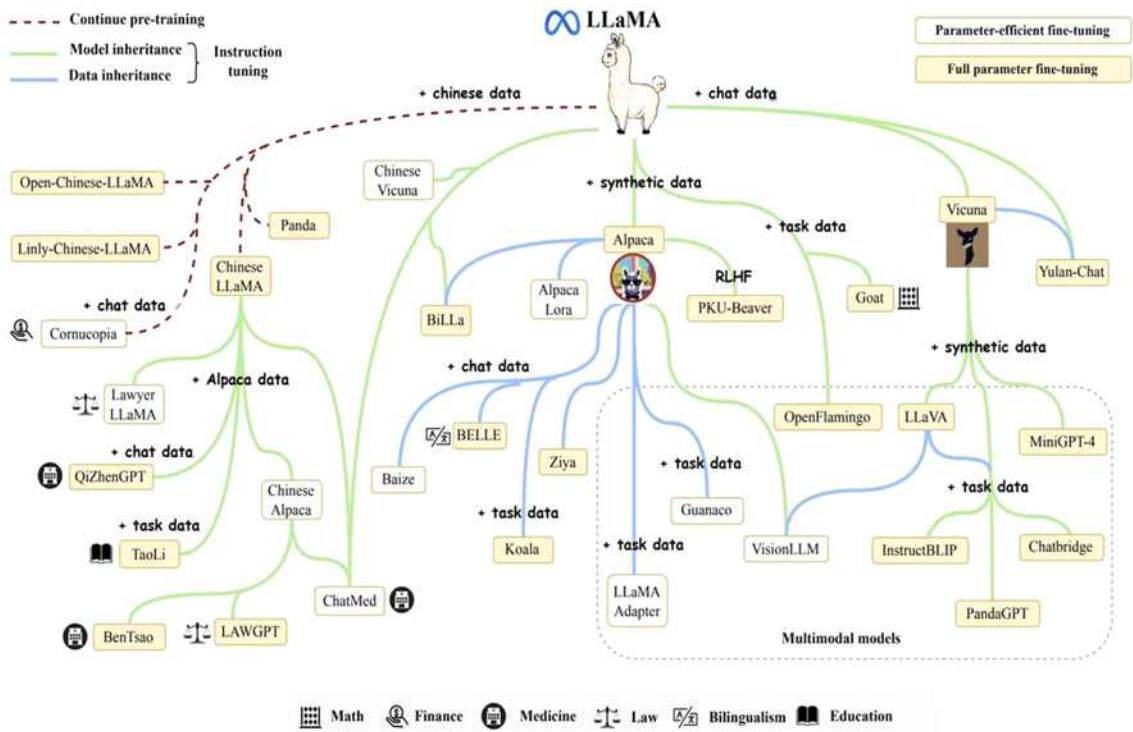 LLaMA
Continue pre-training
Model inheritance
Data inheritance
Instruction
tuning
Parameter-efficient fine-tuning
Full parameter fine-tuning
+ chinese data
+ chat data
Chinese
Vicuna
+ synthetic data
Open-Chinese-LLaMA
Panda
Linly-Chinese-LLaMA
Chinese
LLaMA
Alpaca
+ task data
Vicuna
Yulan-Chat
RLHF
BiLLa
Alpaca
Lora
PKU-Beaver
Goat
+ chat data
Cornucopia
+ synthetic data
+ chat data
+ Alpaca data
Lawyer
LLaMA
OpenFlamingo
LLaVA
MiniGPT-4
BELLE
Ziya
Baize
+ chat data
QiZhenGPT
Chinese
Alpaca
+ task data
Guanaco
+ task data
+ task data
Koala
+ task data
TaoLi
+ task data
VisionLLM
InstructBLIP
Chatbridge
ChatMed
LLaMA
Adapter
PandaGPT
BenTsao
LAWGPT
Multimodal models
Math
Finance
Medicine
Law
Bilingualism
Education